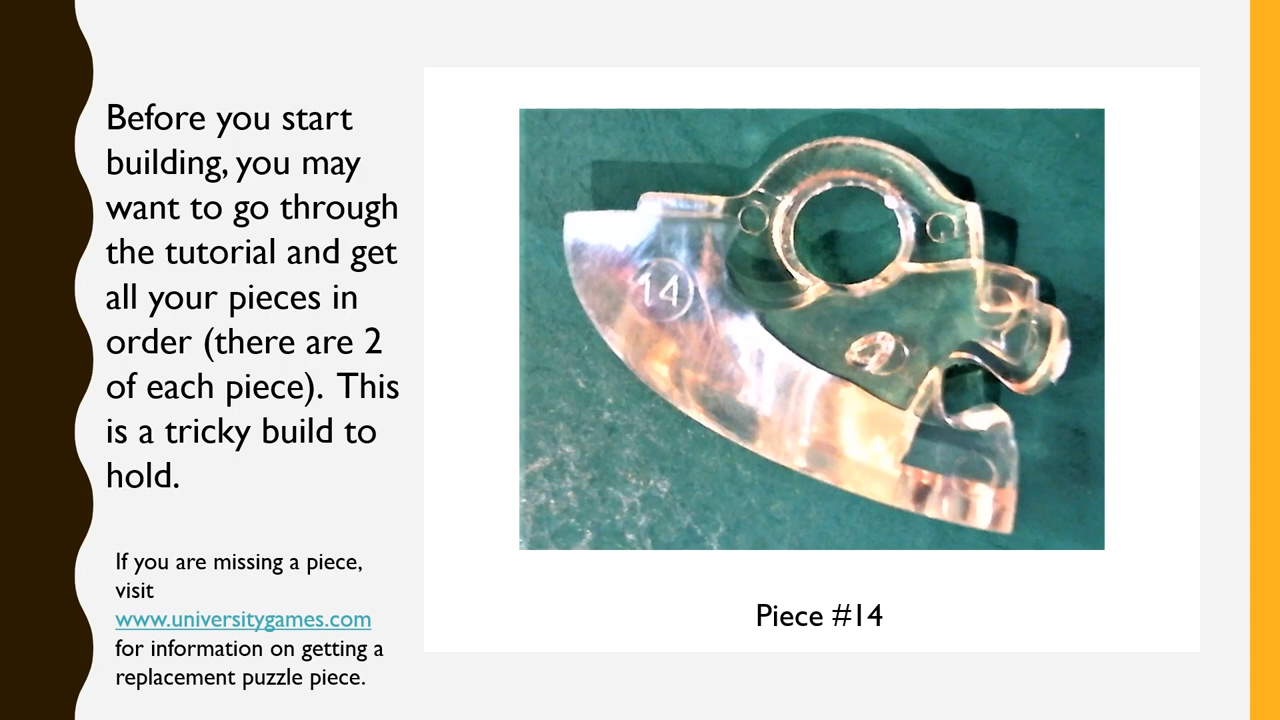 Before you start
building, you may
want to go through
the tutorial and get
all your pieces in
order (there are 2
of each piece).  This
is a tricky build to
hold.
If you are missing a piece,
visit
www.universitygames.com
for information on getting a
replacement puzzle piece.
14
Piece #14